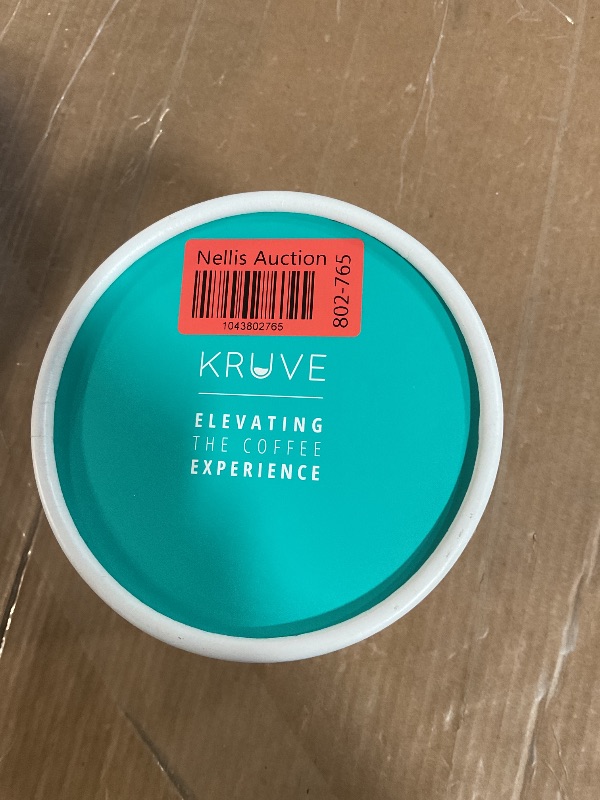 Nellis Auction
802-765
1043802765
KRUVE
ELEVATING
THE COFFEE
EXPERIENCE